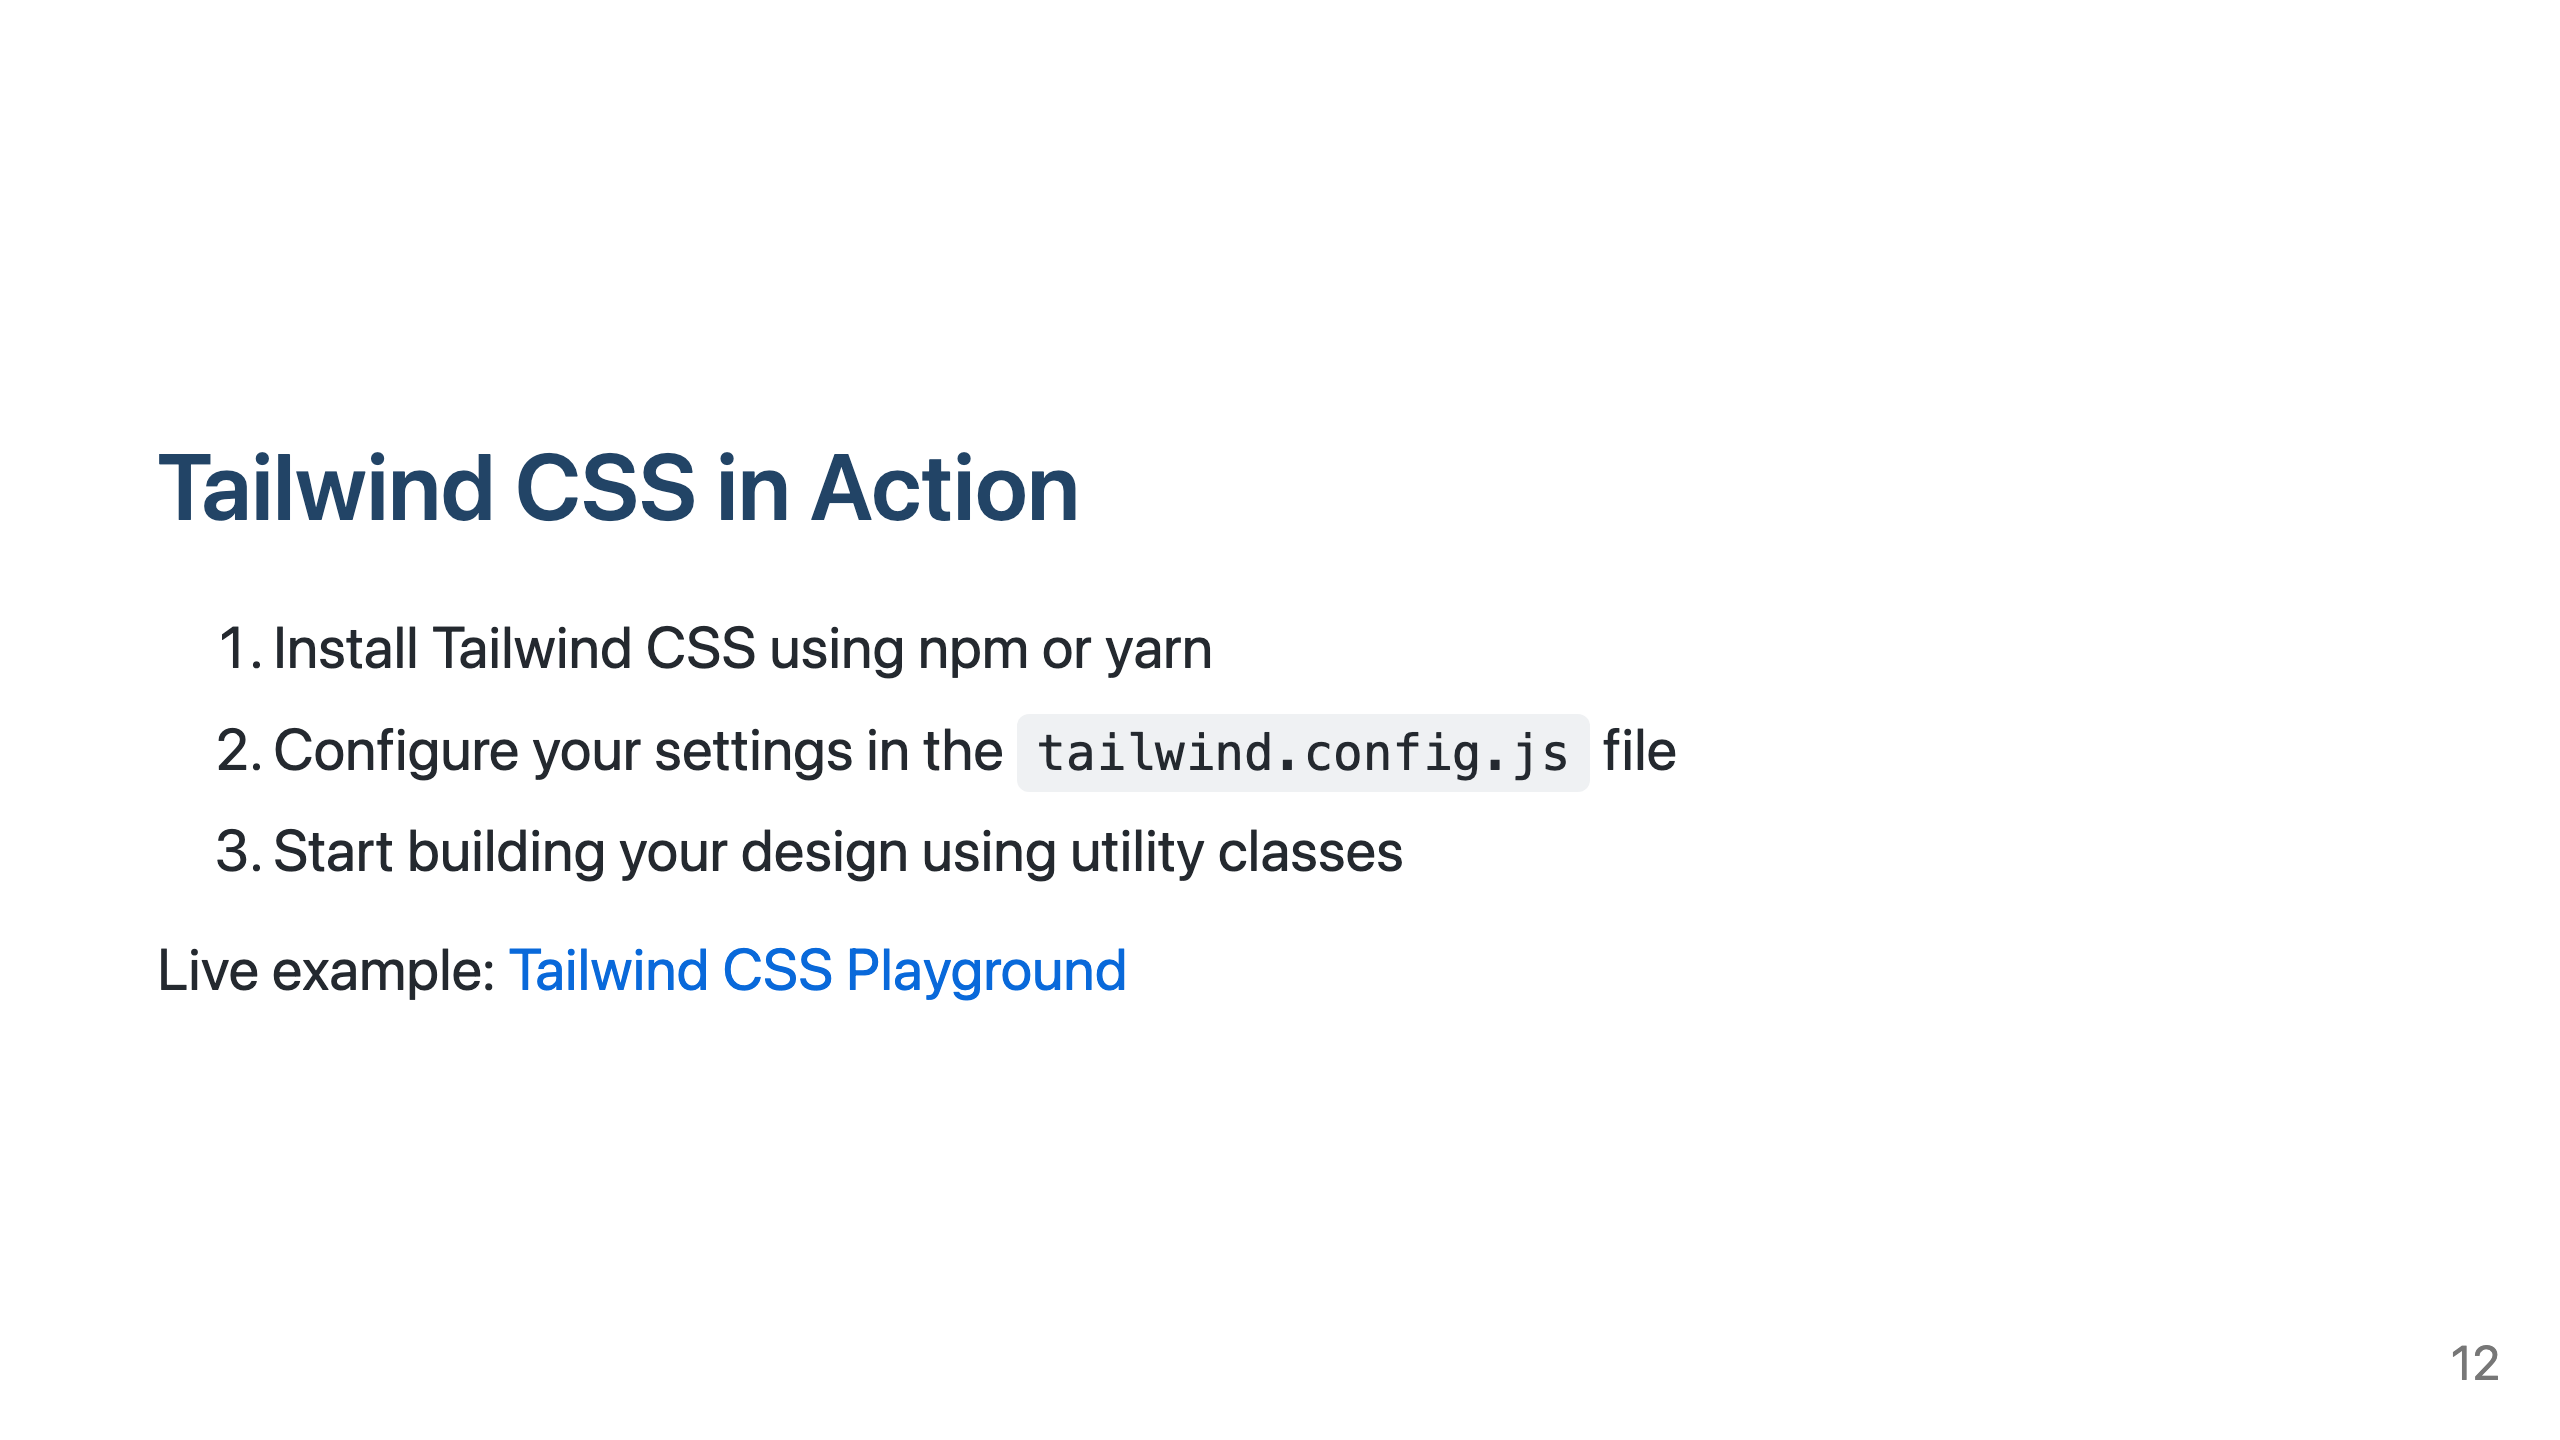 Tailwind CSS in Action
1. Install Tailwind CSS using npm or yarn
2. Configure your settings in the tailwind.config.js file
3. Start building your design using utility classes
Live example: Tailwind CSS Playground
12